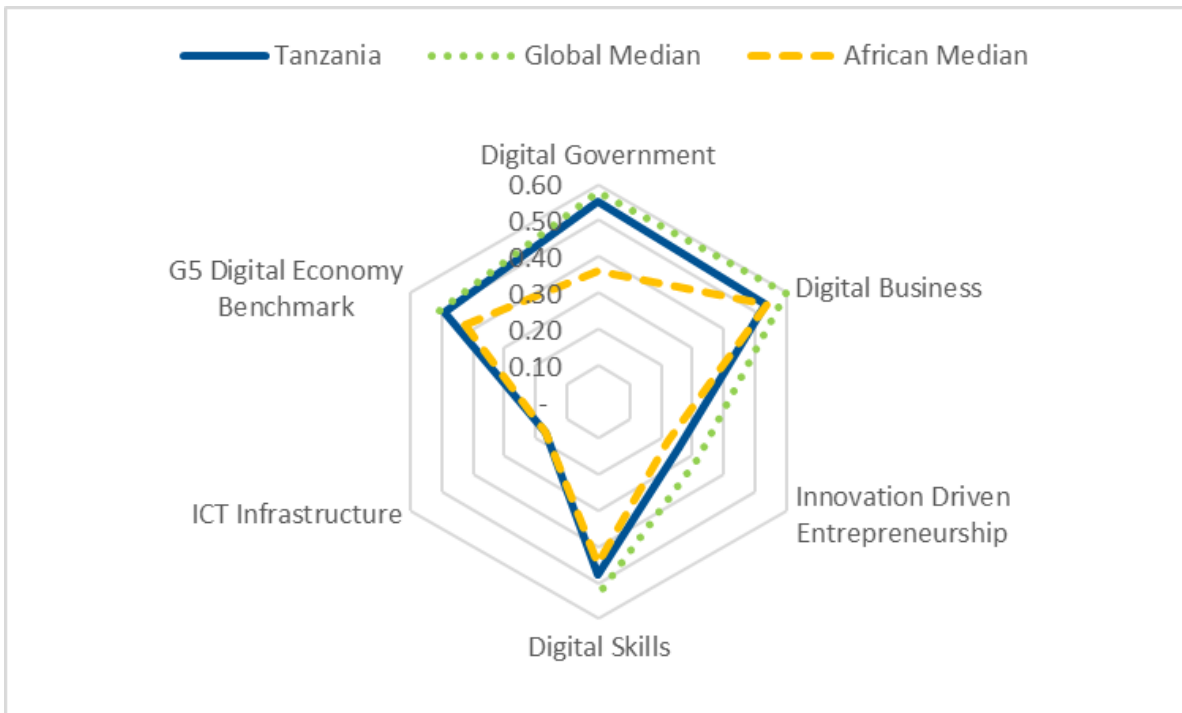 Tanzania
Global Median
African Median
Digital Government
0.60
0.50
0.40
0.30
0.20
0.10
-
G5 Digital Economy
Benchmark
Digital Business
ICT Infrastructure
Innovation Driven
Entrepreneurship
Digital Skills